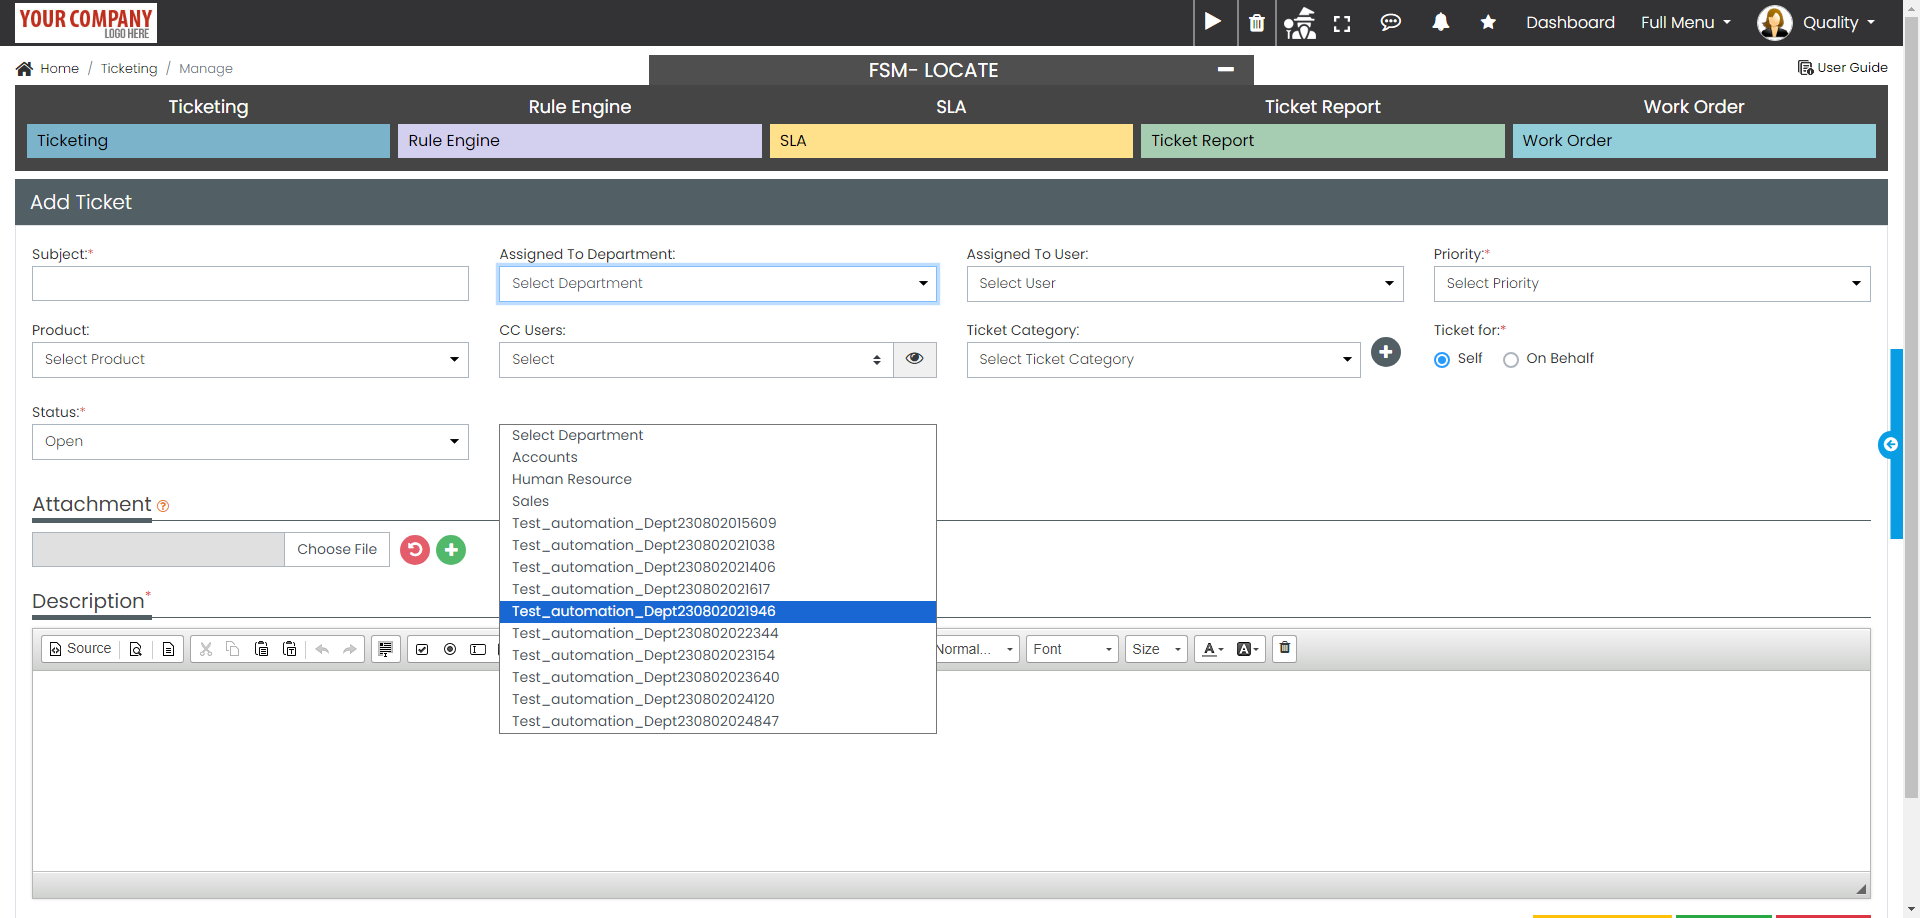 YOUR COMPANY
LOGO HERE
Dashboard
Full Menu
Quality
Home / Ticketing / Manage
FSM- LOCATE
User Guide
Ticketing
Rule Engine
SLA
Ticket Report
Work Order
Ticketing
Rule Engine
SLA
Ticket Report
Work Order
Add Ticket
Subject:*
Assigned To Department:
Assigned To User:
Priority:*
Select Department
Select User
Select Priority
Product:
CC Users:
Ticket Category:
Ticket for:*
Select Product
Select
Select Ticket Category
Self
On Behalf
Status:*
Open
Select Department
Accounts
Human Resource
Sales
Test_automation_Dept230802015609
Test_automation_Dept230802021038
Test_automation_Dept230802021406
Test_automation_Dept230802021617
Test_automation_Dept230802021946
Test_automation_Dept230802022344
Test_automation_Dept230802023154
Test_automation_Dept230802023640
Test_automation_Dept230802024120
Test_automation_Dept230802024847
Attachment
Choose File
Description*
Source
Normal...
Font
Size